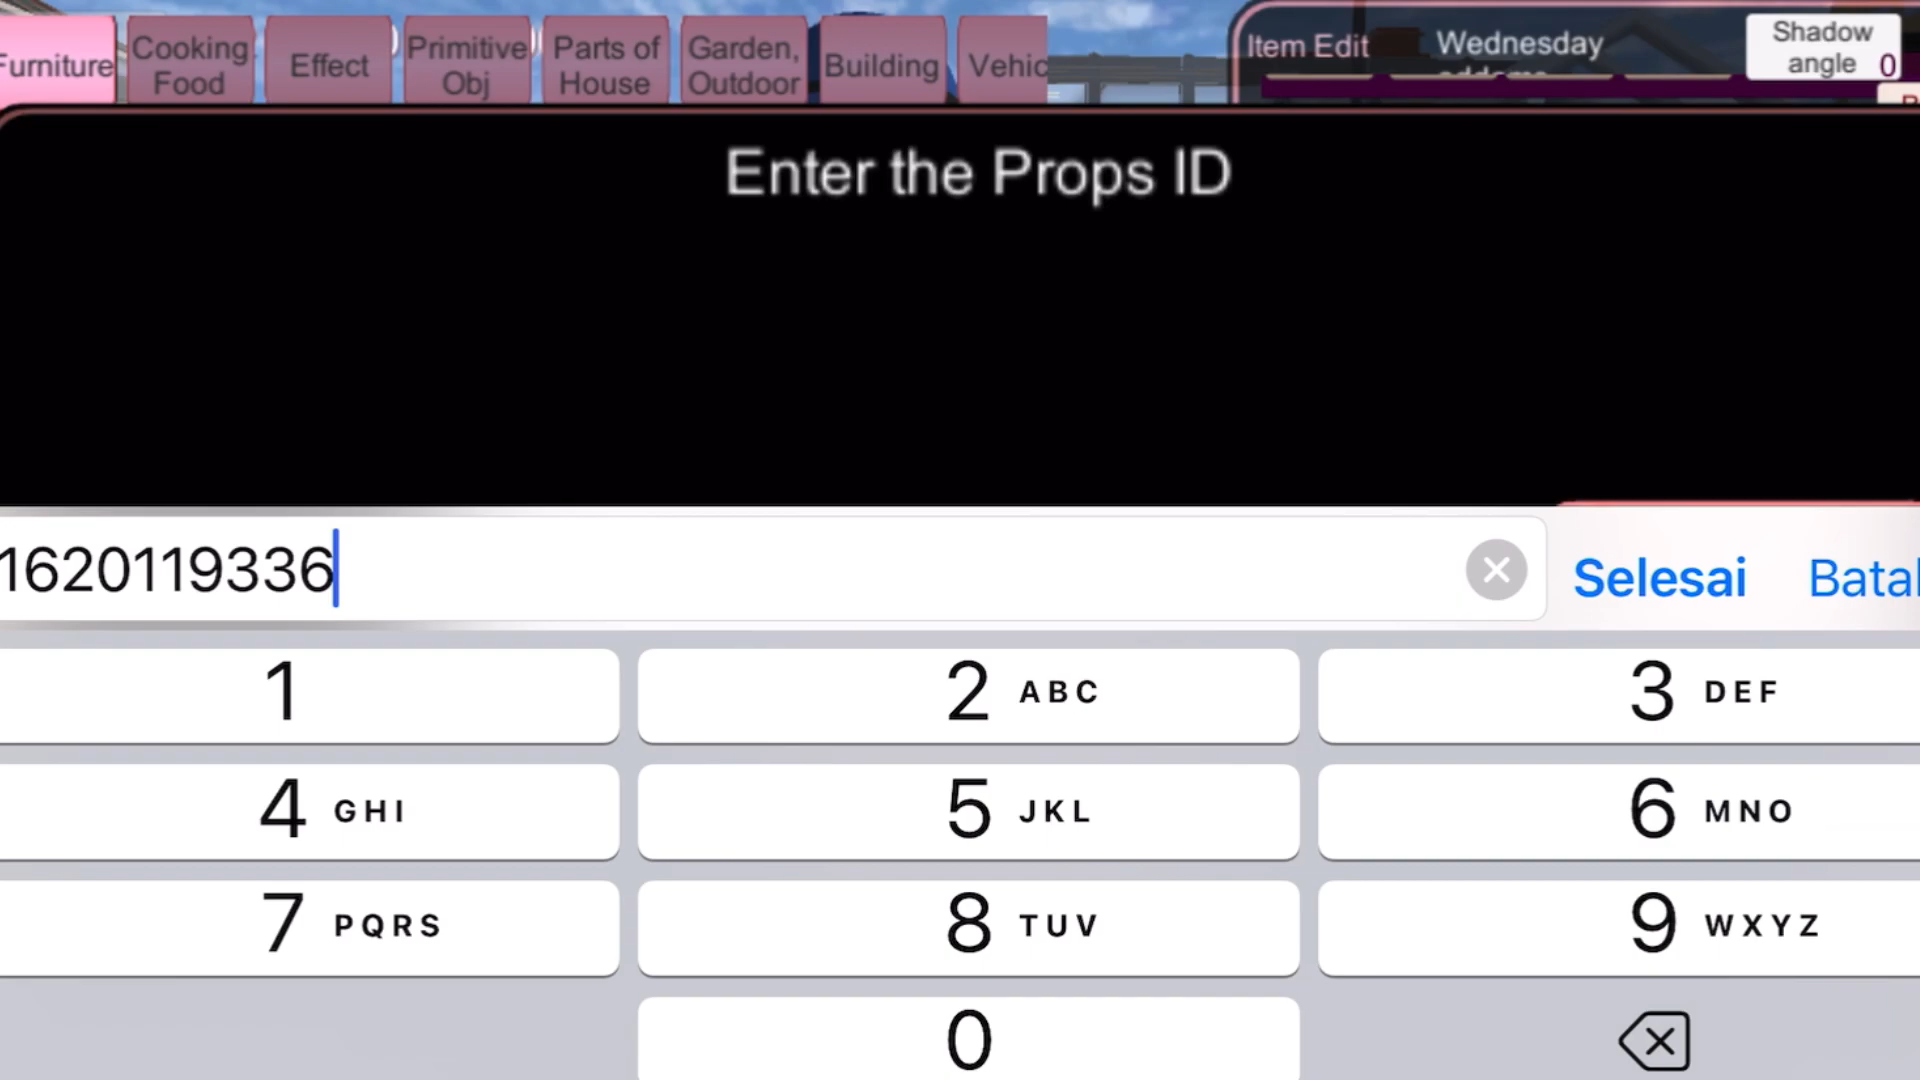 Furniture
Cooking
Food
Effect
Primitive
Obj
Parts of
House
Garden,
Outdoor
Building
Vehic
Item Edit
Wednesday
addams
Shadow
angle 0
Enter the Props ID
1620119336
Selesai
Batal
1
2 ABC
3 DEF
4 GHI
5 JKL
6 MNO
7 PQRS
8 TUV
9 WXYZ
0